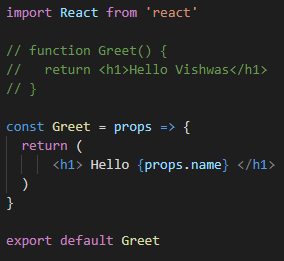 import React from 'react'
// function Greet() {
//   return <h1>Hello Vishwas</h1>
// }
const Greet = props => {
  return (
      <h1> Hello {props.name} </h1>
  )
}
export default Greet